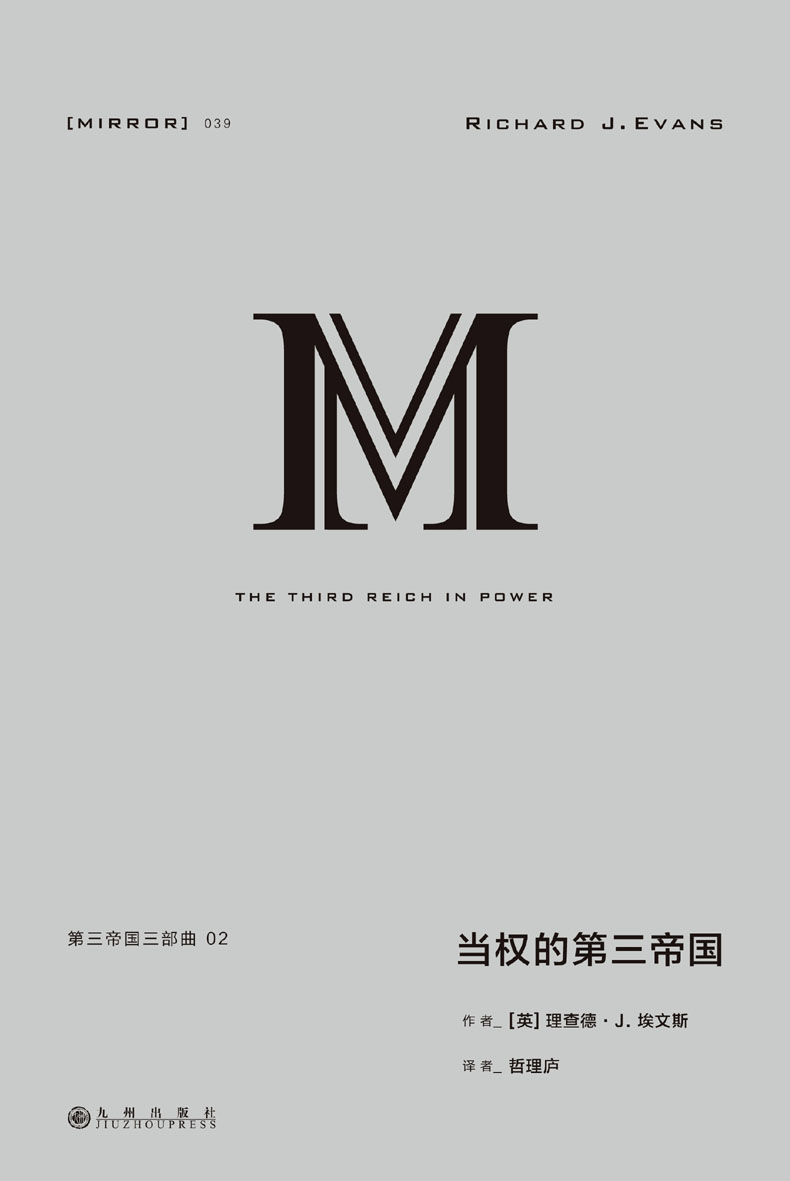 [MIRROR] 039
RICHARD J. EVANS
M
THE THIRD REICH IN POWER
第三帝国三部曲 02
当权的第三帝国
作者_ [英] 理查德·J. 埃文斯
译者_ 哲理庐
九州出版社
JIUZHOUPRESS